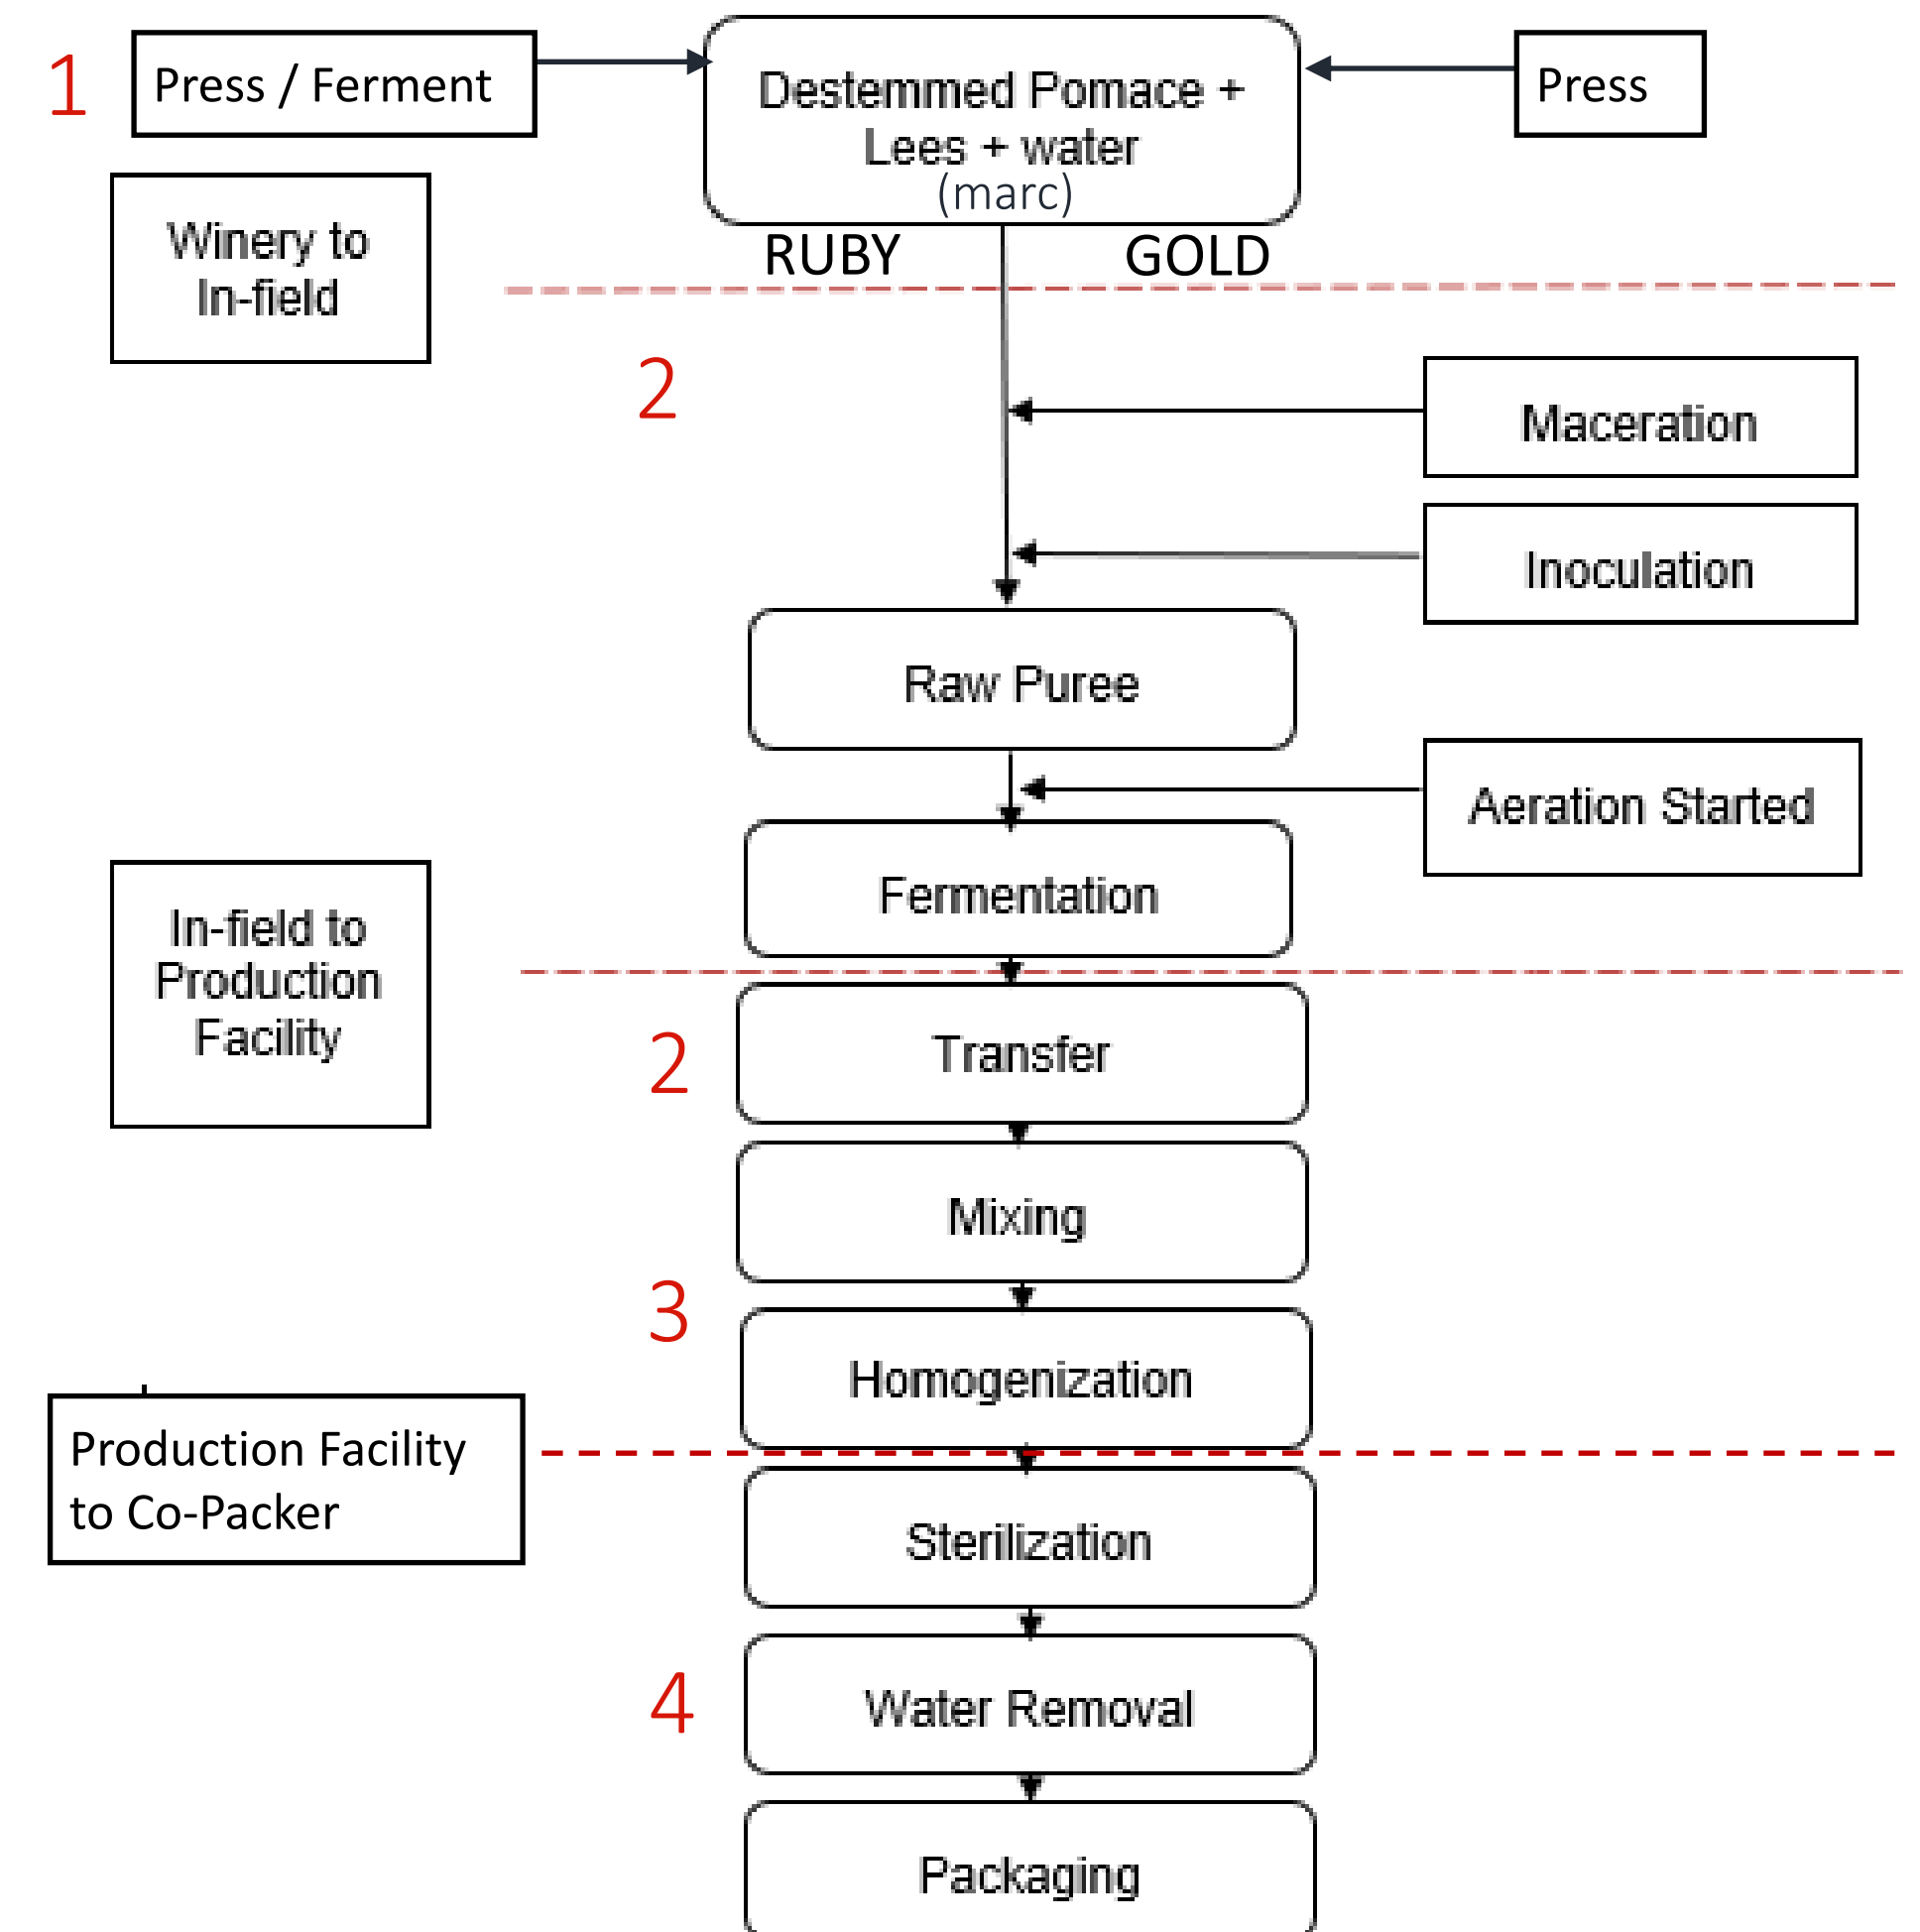 1
Press / Ferment
Destemmed Pomace +
Lees + water
(marc)
Press
Winery to
In-field
RUBY
GOLD
2
Maceration
Inoculation
Raw Puree
Aeration Started
Fermentation
In-field to
Production
Facility
2
Transfer
Mixing
3
Homogenization
Production Facility
to Co-Packer
Sterilization
4
Water Removal
Packaging